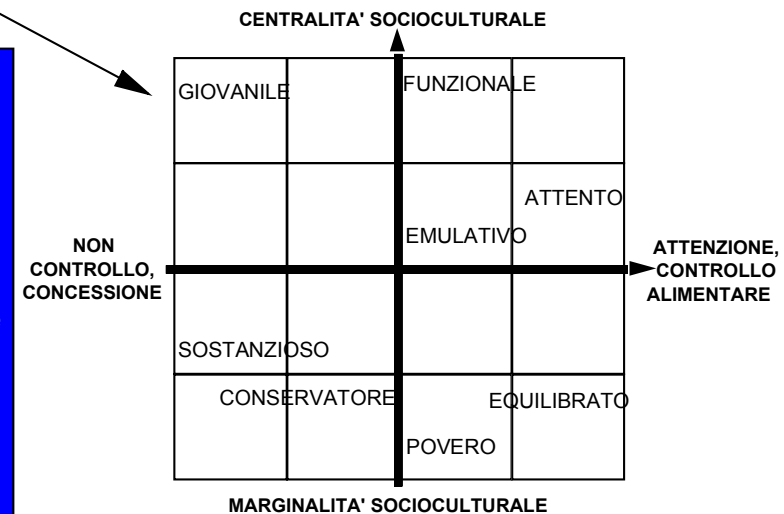 CENTRALITA' SOCIOCULTURALE
GIOVANILE
FUNZIONALE
ATTENTO
EMULATIVO
NON
CONTROLLO,
CONCESSIONE
ATTENZIONE,
CONTROLLO
ALIMENTARE
SOSTANZIOSO
CONSERVATORE
EQUILIBRATO
POVERO
MARGINALITA' SOCIOCULTURALE